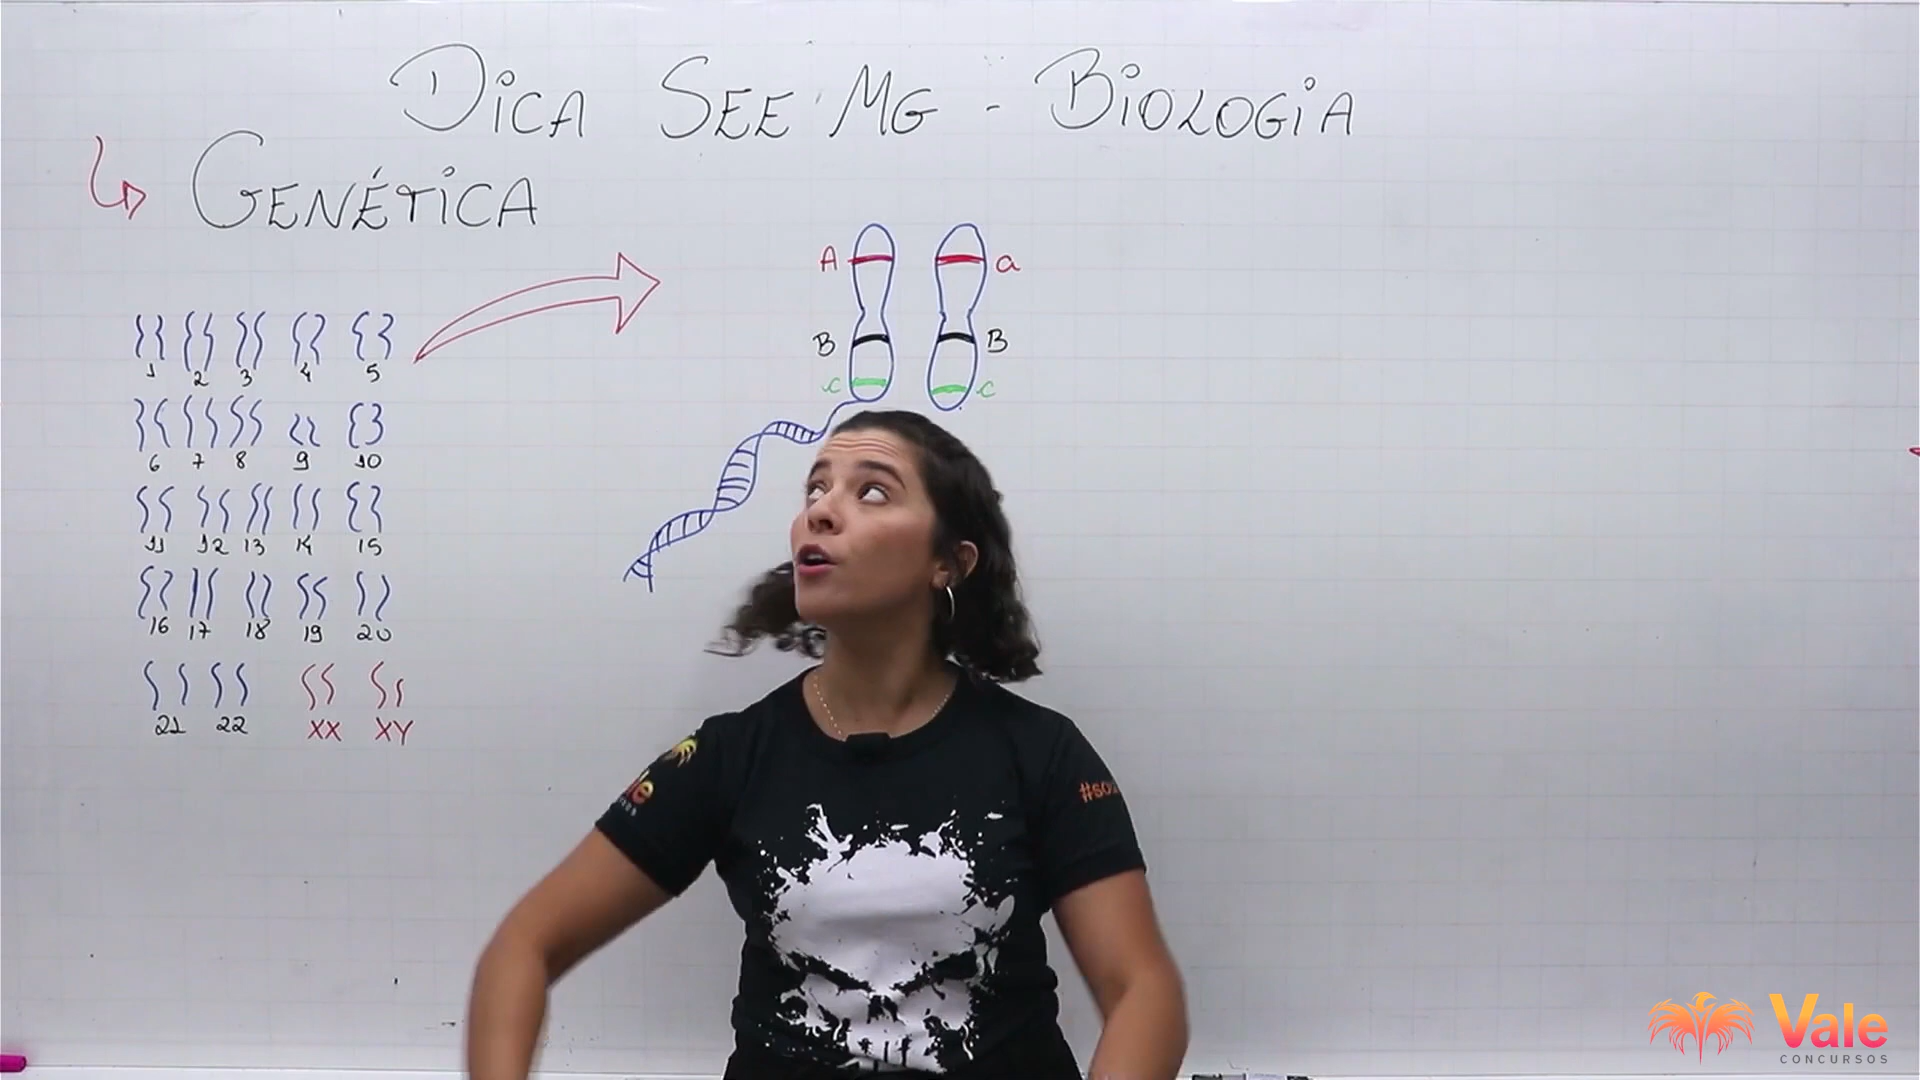 DiCA SEE MG - BiOLOGiA
GENÉTiCA
A a
B B
c c
1 2 3 4 5
6 7 8 9 10
11 12 13 14 15
16 17 18 19 20
21 22 XX XY
#so
Vale
CONCURSOS